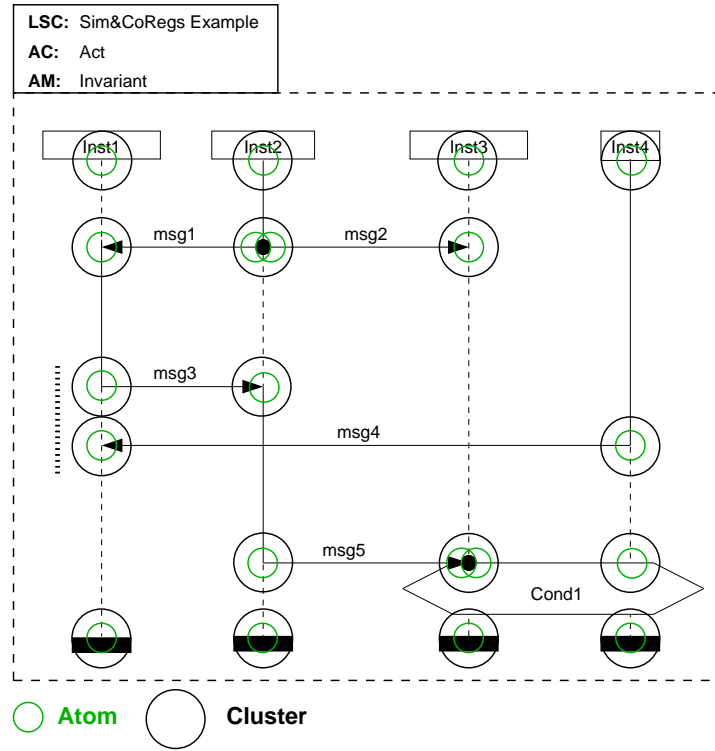 LSC: Sim&CoRegs Example
AC: Act
AM: Invariant
Inst1 Inst2 Inst3 Inst4
msg1 msg2
msg3
msg4
msg5
Cond1
Atom Cluster